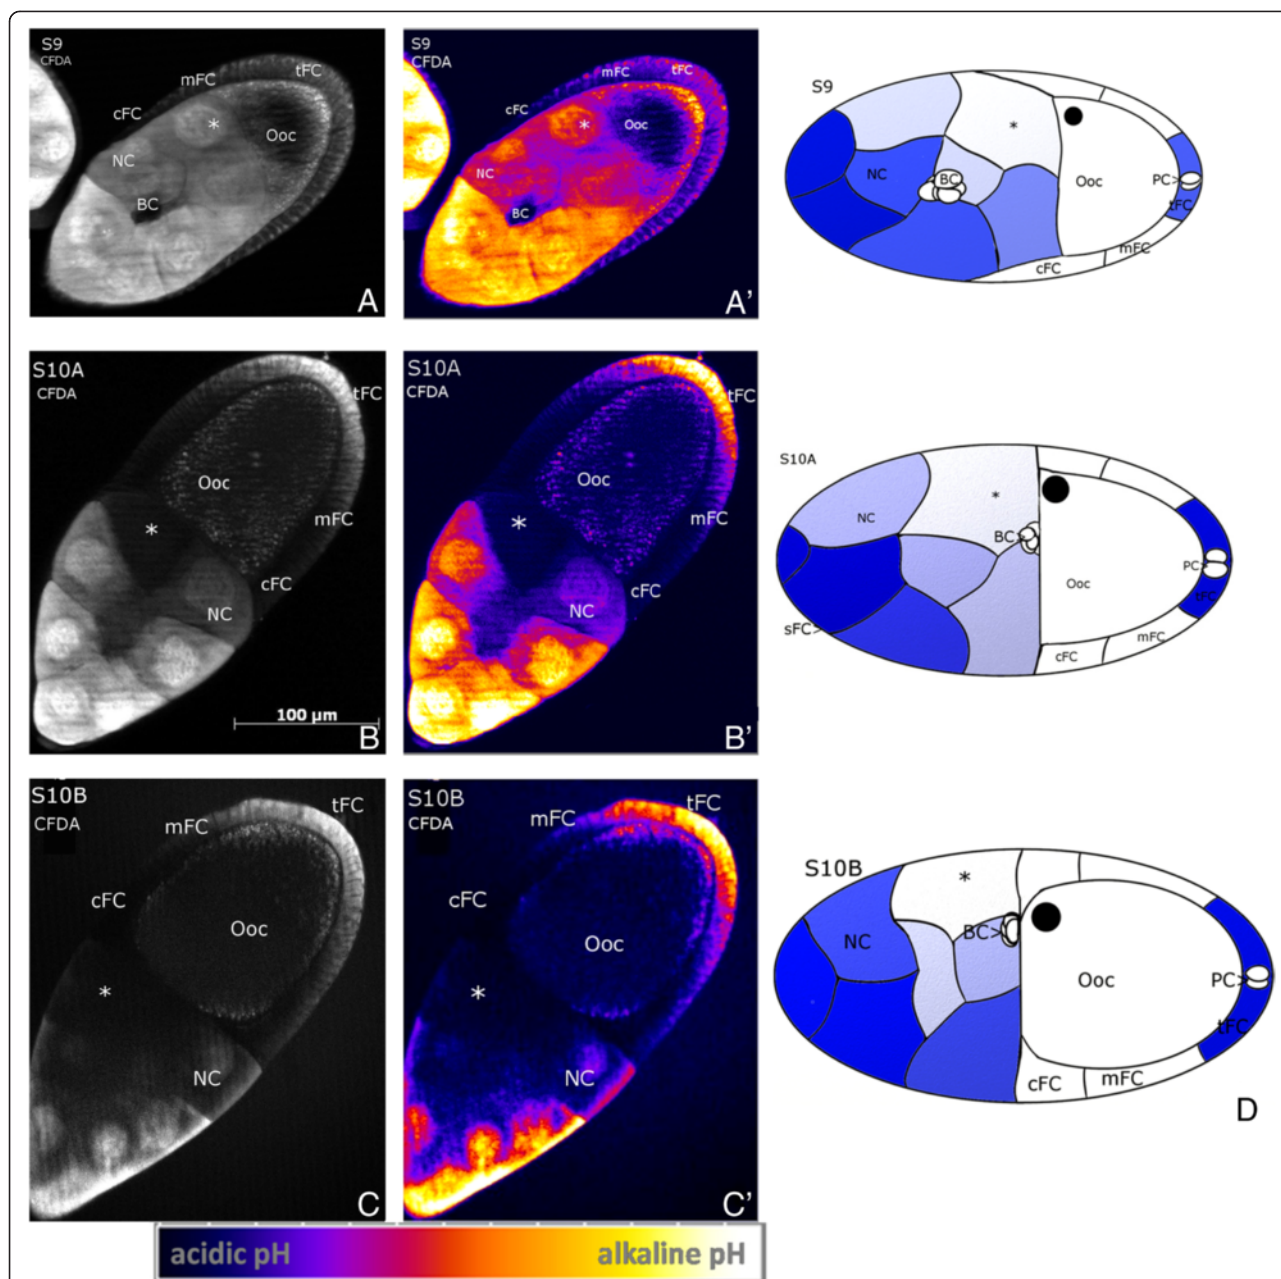 S9
CFDA
mFC
tFC
cFC
*
Ooc
NC
BC
A
S9
CFDA
mFC
tFC
cFC
*
Ooc
NC
BC
A'
S9
*
NC
BC
Ooc
PC>
tFC
mFC
cFC
S10A
CFDA
tFC
Ooc
*
mFC
cFC
NC
100 µm
B
S10A
CFDA
tFC
Ooc
*
mFC
cFC
NC
B'
S10A
*
NC
BC>
Ooc
PC>
tFC
sFC>
mFC
cFC
S10B
CFDA
tFC
mFC
cFC
Ooc
*
NC
C
S10B
CFDA
tFC
mFC
cFC
Ooc
*
NC
C'
S10B
*
NC
BC>
Ooc
PC>
tFC
cFC
mFC
D
acidic pH
alkaline pH